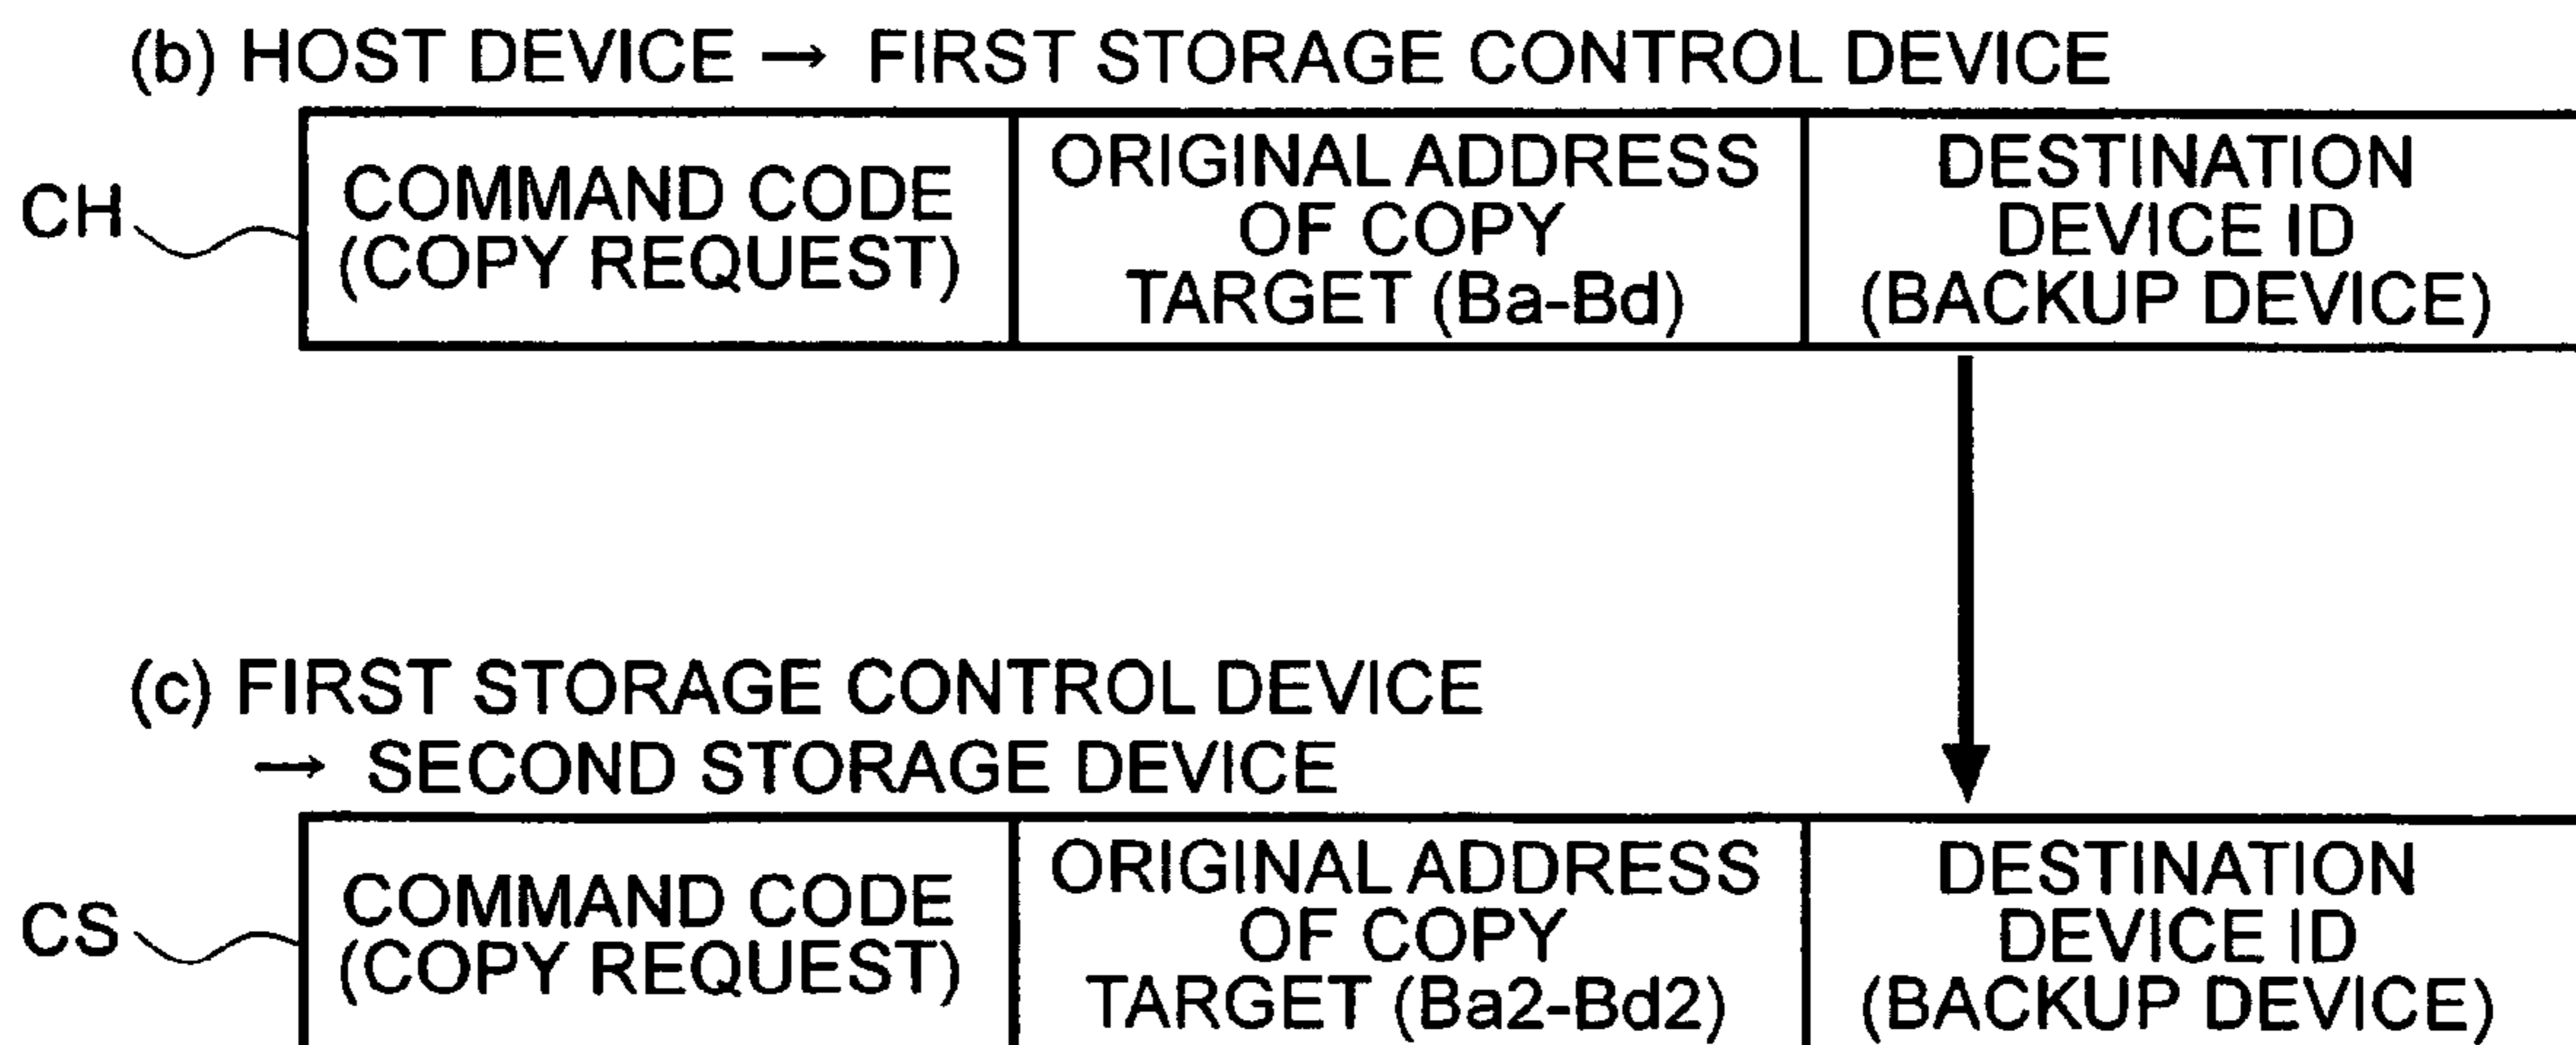 (b) HOST DEVICE → FIRST STORAGE CONTROL DEVICE
CH
COMMAND CODE
(COPY REQUEST)
ORIGINAL ADDRESS
OF COPY
TARGET (Ba-Bd)
DESTINATION
DEVICE ID
(BACKUP DEVICE)
(c) FIRST STORAGE CONTROL DEVICE
→ SECOND STORAGE DEVICE
CS
COMMAND CODE
(COPY REQUEST)
ORIGINAL ADDRESS
OF COPY
TARGET (Ba2-Bd2)
DESTINATION
DEVICE ID
(BACKUP DEVICE)